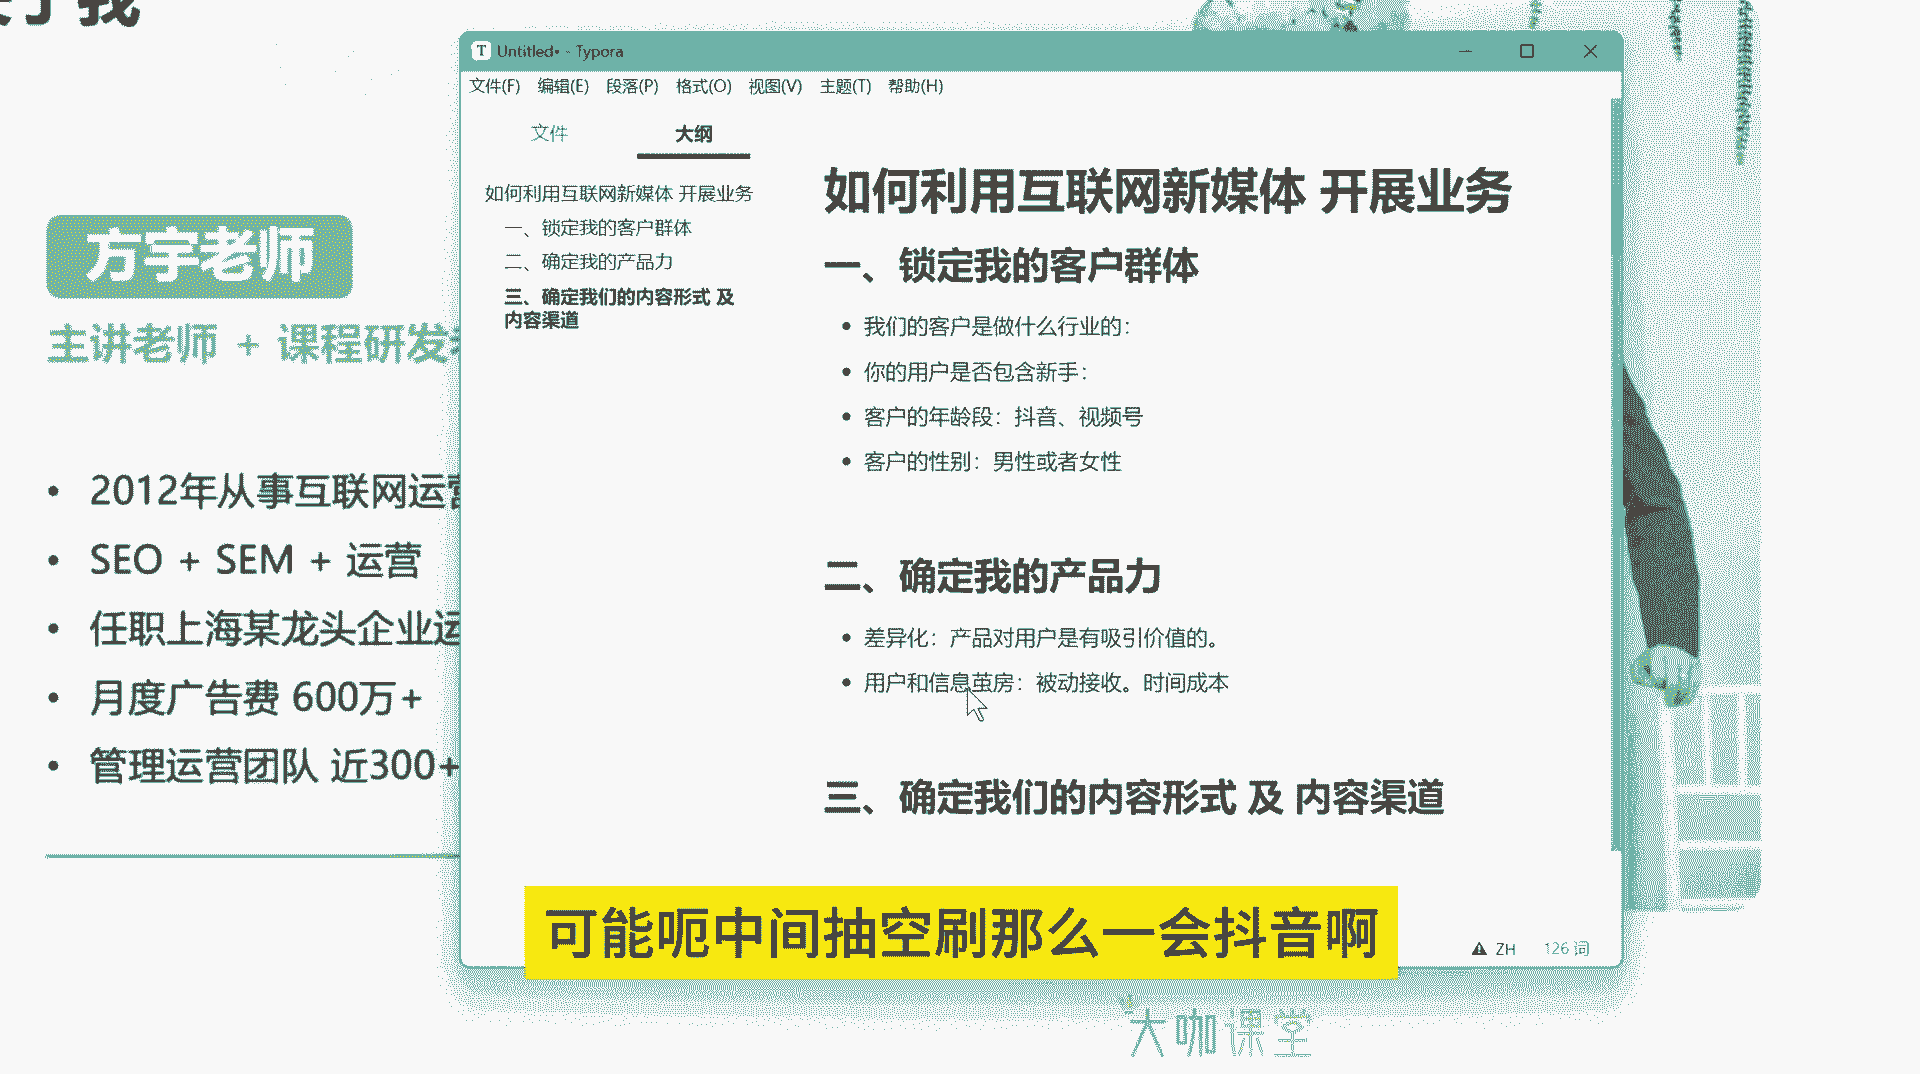 我
方宇老师
主讲老师 + 课程研发
2012年从事互联网运营
SEO + SEM + 运营
任职上海某龙头企业运
月度广告费 600万+
管理运营团队 近300+
Untitled• - Typora
文件(F) 编辑(E) 段落(P) 格式(O) 视图(V) 主题(T) 帮助(H)
文件 大纲
如何利用互联网新媒体 开展业务
一、锁定我的客户群体
二、确定我的产品力
三、确定我们的内容形式 及
内容渠道
如何利用互联网新媒体 开展业务
一、锁定我的客户群体
我们的客户是做什么行业的：
你的用户是否包含新手：
客户的年龄段：抖音、视频号
客户的性别：男性或者女性
二、确定我的产品力
差异化：产品对用户是有吸引价值的。
用户和信息茧房：被动接收。时间成本
三、确定我们的内容形式 及 内容渠道
可能呃中间抽空刷那么一会抖音啊
ZH 126 词
大咖课堂